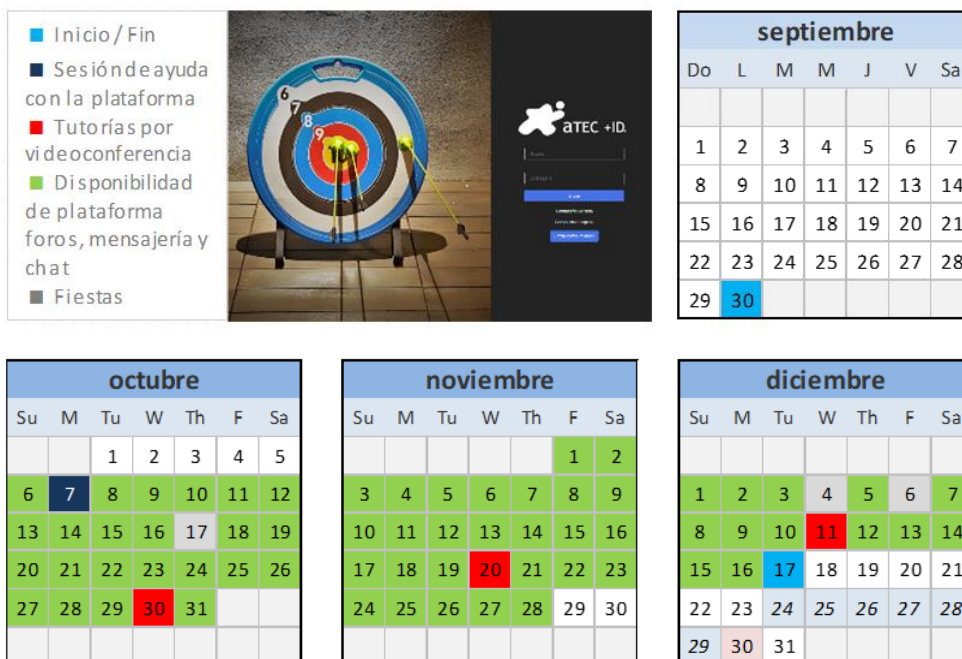 Inicio / Fin
Sesión de ayuda
con la plataforma
Tutorías por
videoconferencia
Disponibilidad
de plataforma
foros, mensajería y
chat
Fiestas
6
7
8
9
10
aTEC +ID.
septiembre
Do L M M J V Sa
1 2 3 4 5 6 7
8 9 10 11 12 13 14
15 16 17 18 19 20 21
22 23 24 25 26 27 28
29 30
octubre
Su M Tu W Th F Sa
1 2 3 4 5
6 7 8 9 10 11 12
13 14 15 16 17 18 19
20 21 22 23 24 25 26
27 28 29 30 31
noviembre
Su M Tu W Th F Sa
1 2
3 4 5 6 7 8 9
10 11 12 13 14 15 16
17 18 19 20 21 22 23
24 25 26 27 28 29 30
diciembre
Su M Tu W Th F Sa
1 2 3 4 5 6 7
8 9 10 11 12 13 14
15 16 17 18 19 20 21
22 23 24 25 26 27 28
29 30 31